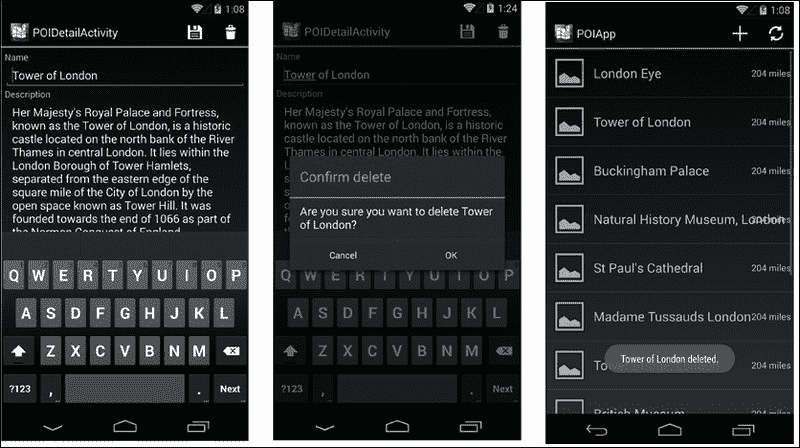 1:08
POIDetailActivity
Name
Tower of London
Description
Her Majesty's Royal Palace and Fortress,
known as the Tower of London, is a historic
castle located on the north bank of the River
Thames in central London. It lies within the
London Borough of Tower Hamlets,
separated from the eastern edge of the
square mile of the City of London by the
open space known as Tower Hill. It was
founded towards the end of 1066 as part of
the Norman Conquest of England
Q W E R T Y U I O P
A S D F G H J K L
Z X C V B N M
?123 , . Next
1:24
POIDetailActivity
Name
Tower of London
Description
Her Majesty's Royal Palace and Fortress,
known as the Tower of London, is a historic
castle located on the north bank of the River
Thames in central London. It lies within the
Confirm delete
Are you sure you want to delete Tower
of London?
Cancel OK
Q W E R T Y U I O P
A S D F G H J K L
Z X C V B N M
?123 , . Next
1:08
POIApp
London Eye 204 miles
Tower of London 204 miles
Buckingham Palace 204 miles
Natural History Museum, London 204 miles
St Paul's Cathedral 204 miles
Madame Tussauds London 204 miles
204 miles
Tower of London deleted.
British Museum 204 miles